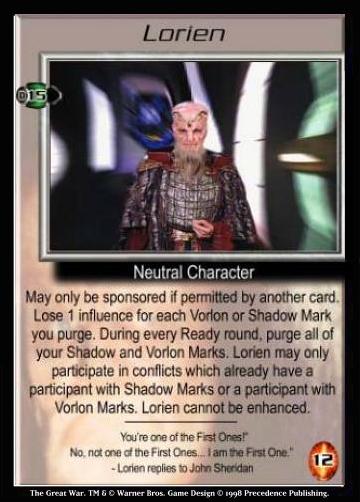 Lorien
015
Neutral Character
May only be sponsored if permitted by another card.
Lose 1 influence for each Vorlon or Shadow Mark
you purge. During every Ready round, purge all of
your Shadow and Vorlon Marks. Lorien may only
participate in conflicts which already have a
participant with Shadow Marks or a participant with
Vorlon Marks. Lorien cannot be enhanced.
You're one of the First Ones!"
No, not one of the First Ones... I am the First One."
- Lorien replies to John Sheridan
12
The Great War. TM & © Warner Bros. Game Design © 1998 Precedence Publishing.